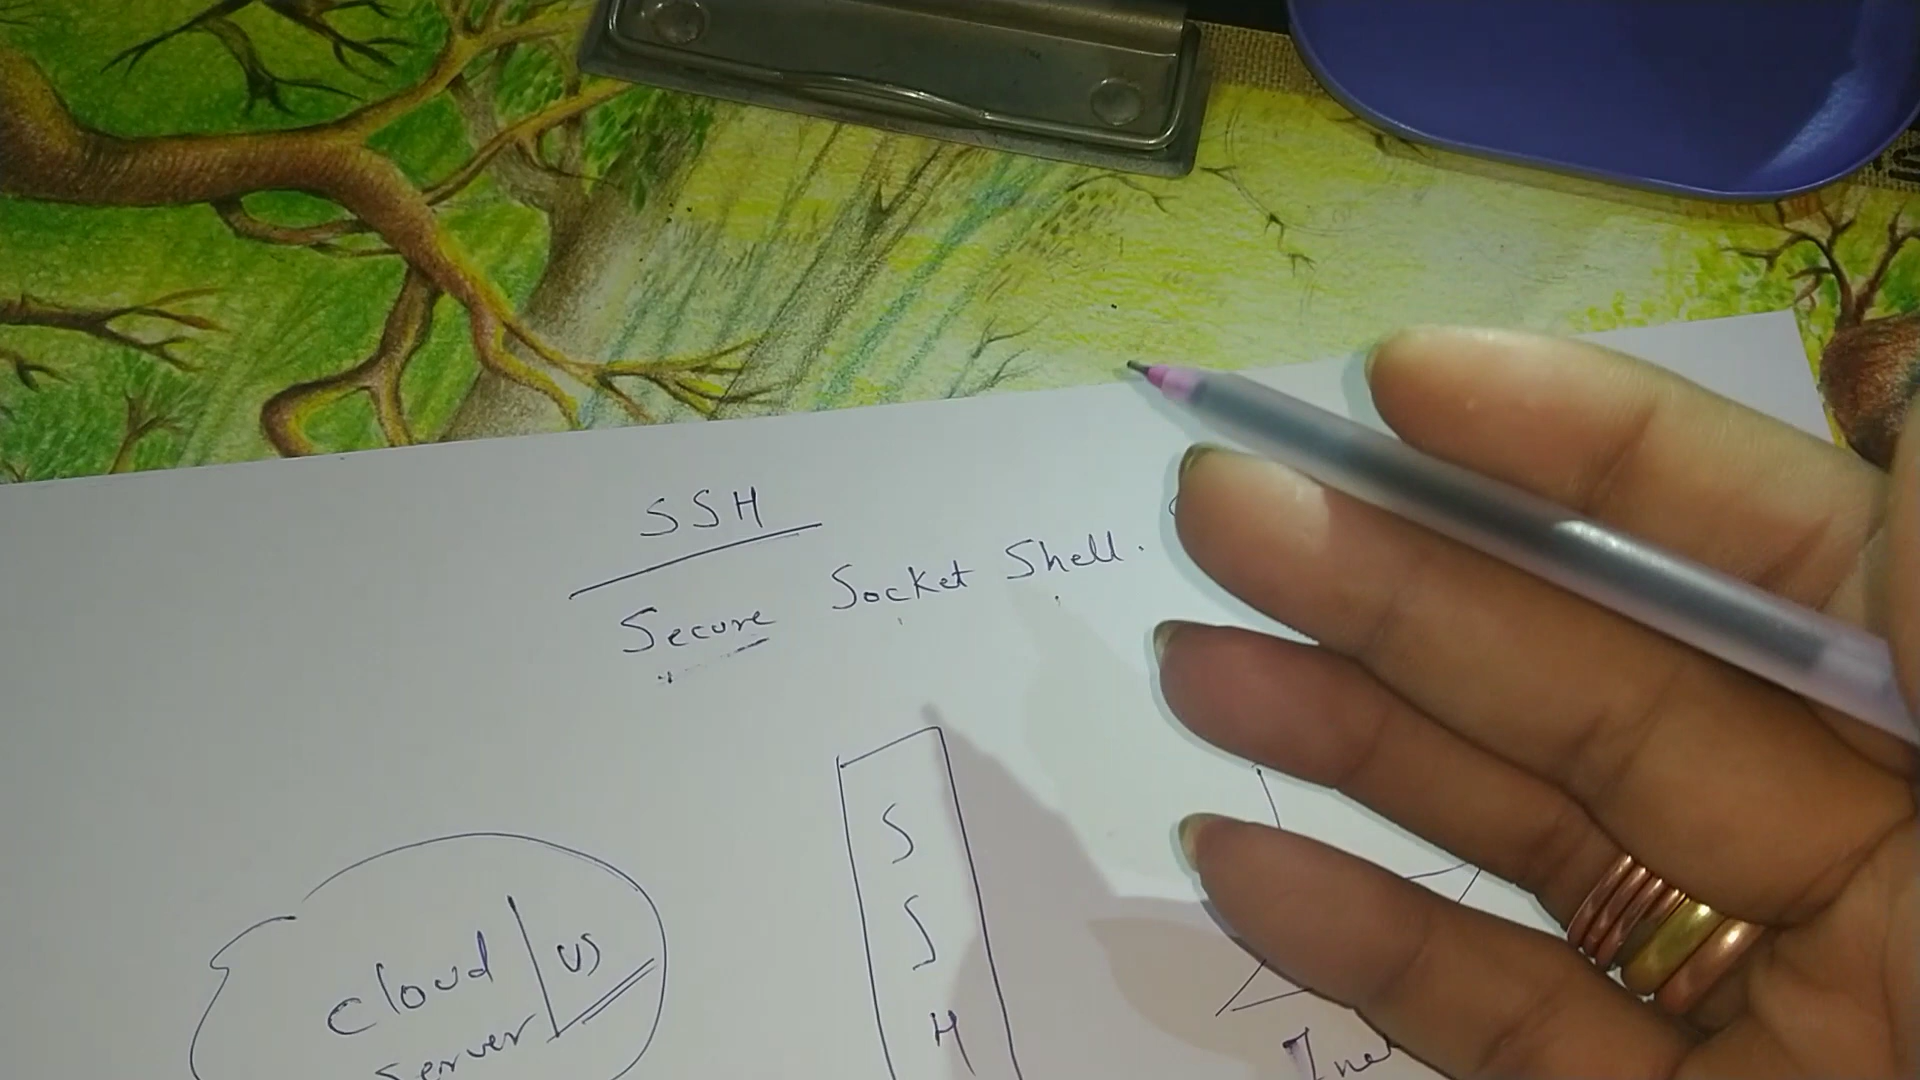 SSH
Secure Socket Shell.
S
S
H
Cloud
Server
US